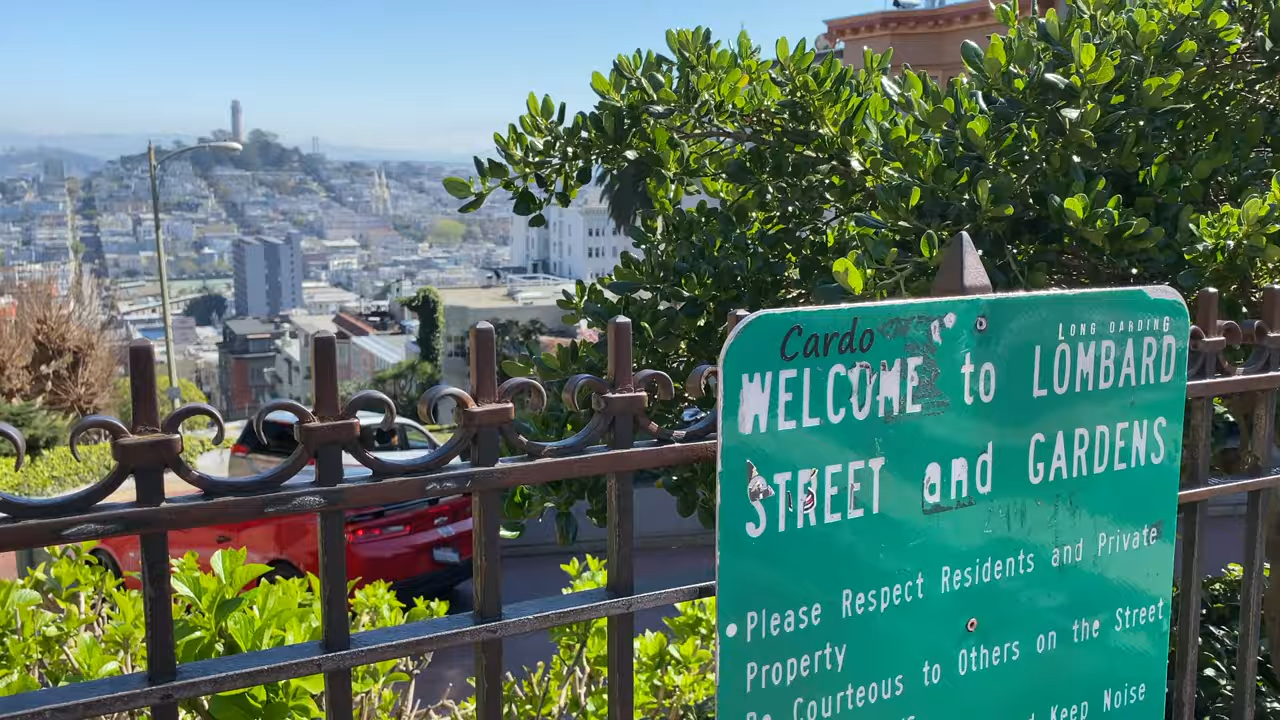 Cardo
LONG DARDING
WELCOME to LOMBARD
STREET and GARDENS
• Please Respect Residents and Private
Property
Be Courteous to Others on the Street
Keep Noise